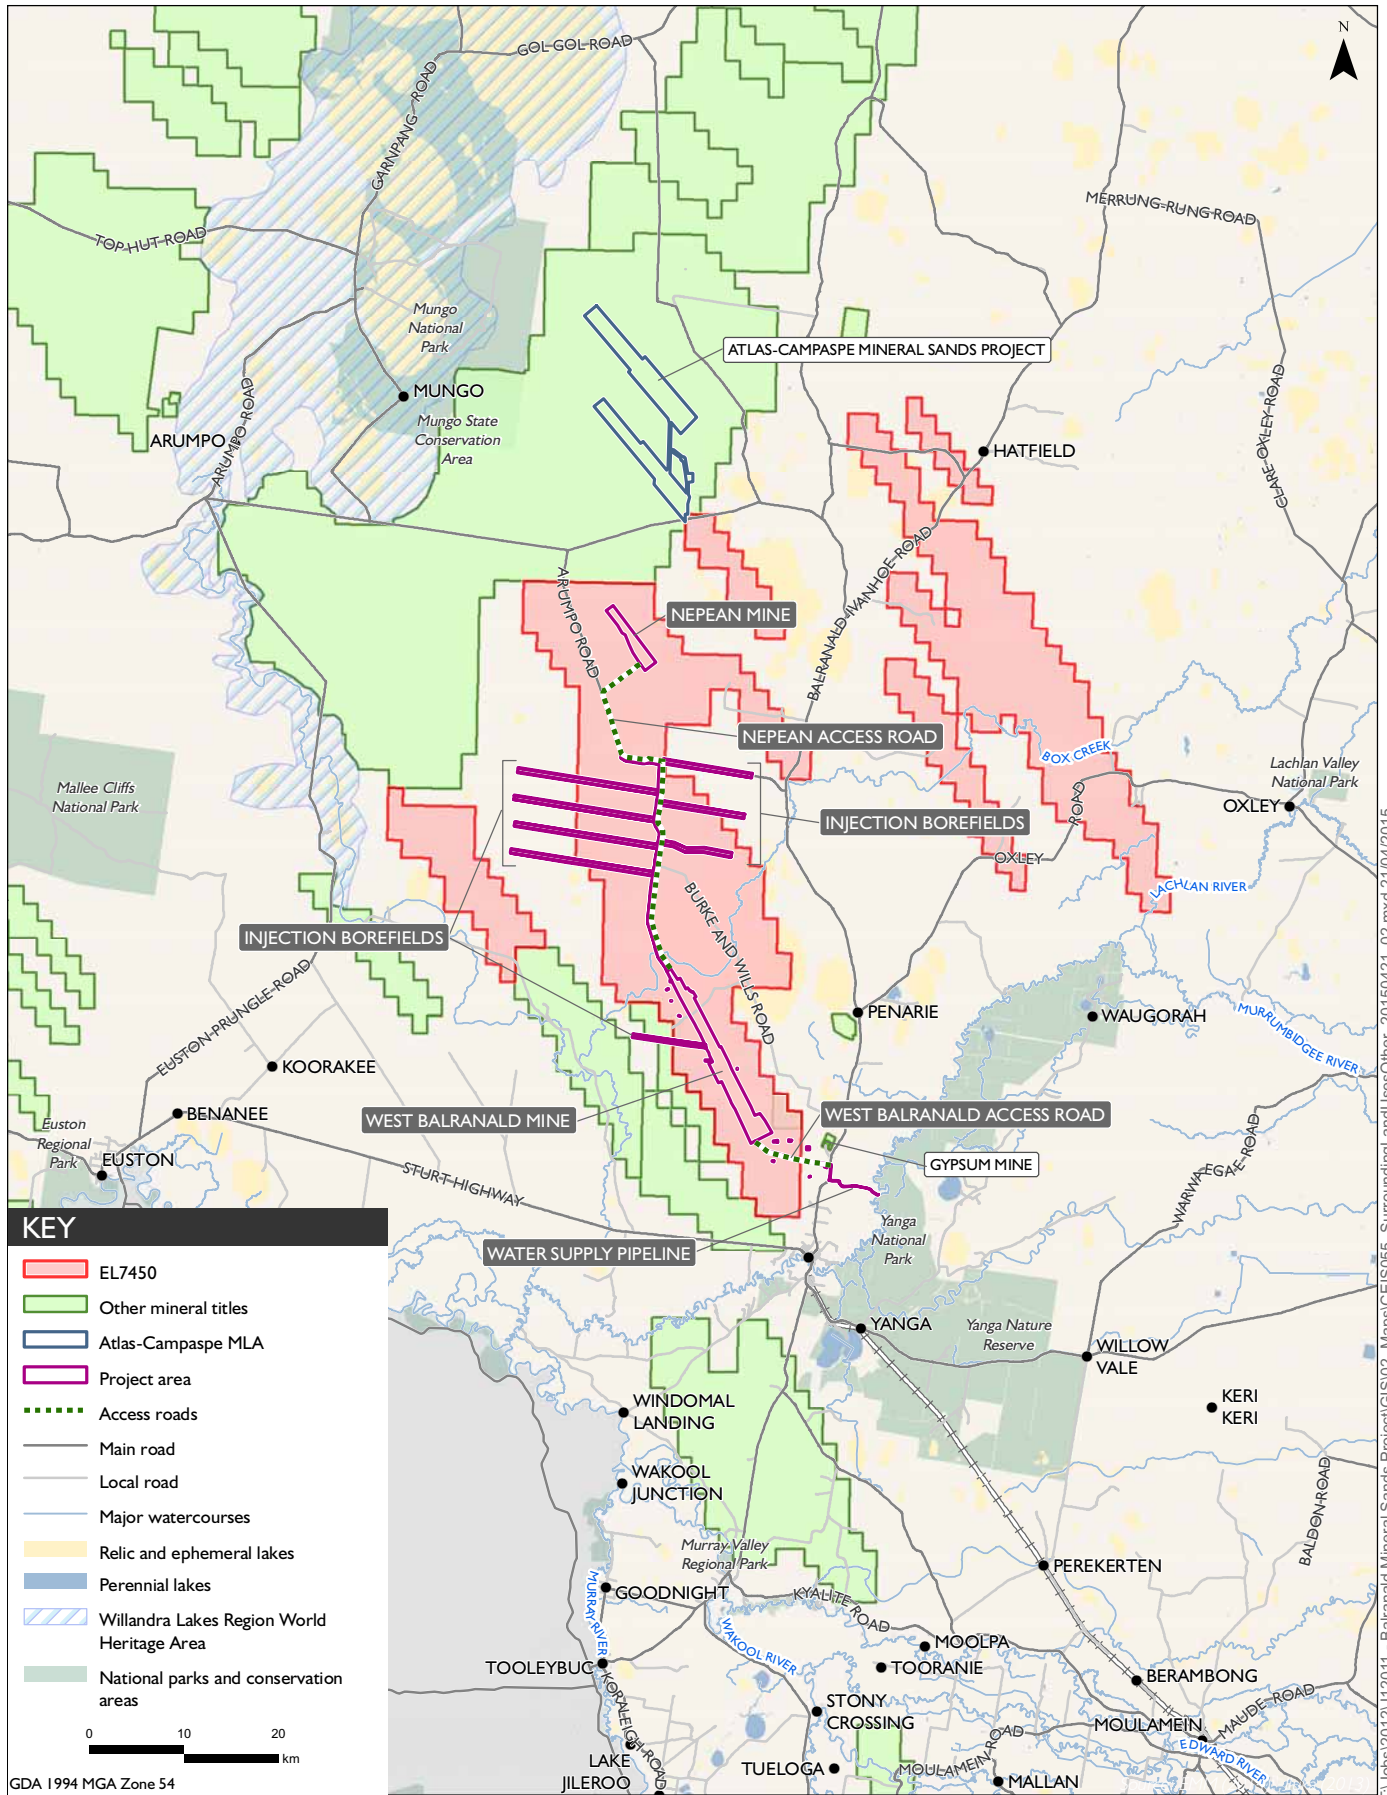 N
GOL GOL ROAD
GARNPANG ROAD
MERRUNG-RUNG ROAD
TOP HUT ROAD
Mungo
National
Park
ATLAS-CAMPASPE MINERAL SANDS PROJECT
MUNGO
Mungo State
Conservation
Area
ARUMPO
ARUMPO ROAD
CLARE-OXLEY-ROAD
HATFIELD
BALRANALD-IVANHOE-ROAD
ARUMPO ROAD
NEPEAN MINE
NEPEAN ACCESS ROAD
BOX CREEK
Lachlan Valley
National Park
Mallee Cliffs
National Park
OXLEY
ROAD
INJECTION BOREFIELDS
OXLEY
LACHLAN RIVER
BURKE AND WILLS ROAD
INJECTION BOREFIELDS
EUSTON-PRUNGLE-ROAD
PENARIE
WAUGORAH
MURRUMBIDGEE RIVER
KOORAKEE
BENANEE
WEST BALRANALD MINE
WEST BALRANALD ACCESS ROAD
Euston
Regional
Park
EUSTON
GYPSUM MINE
STURT HIGHWAY
WARWAEGAE-ROAD
Yanga
National
Park
WATER SUPPLY PIPELINE
YANGA
Yanga Nature
Reserve
WILLOW
VALE
KERI
KERI
WINDOMAL
LANDING
WAKOOL
JUNCTION
BALDON ROAD
Murray Valley
Regional Park
PEREKERTEN
MURRAY RIVER
GOODNIGHT
KYALITE ROAD
WAKOOL RIVER
MOOLPA
TOORANIE
TOOLEYBUC
BERAMBONG
KORALEIGH ROAD
STONY
CROSSING
MAUDE ROAD
MOULAMEIN
EDWARD RIVER
LAKE
JILEROO
TUELOGA
MOULAMEIN ROAD
MALLAN
KEY
EL7450
Other mineral titles
Atlas-Campaspe MLA
Project area
Access roads
Main road
Local road
Major watercourses
Relic and ephemeral lakes
Perennial lakes
Willandra Lakes Region World
Heritage Area
National parks and conservation
areas
0 10 20
km
GDA 1994 MGA Zone 54